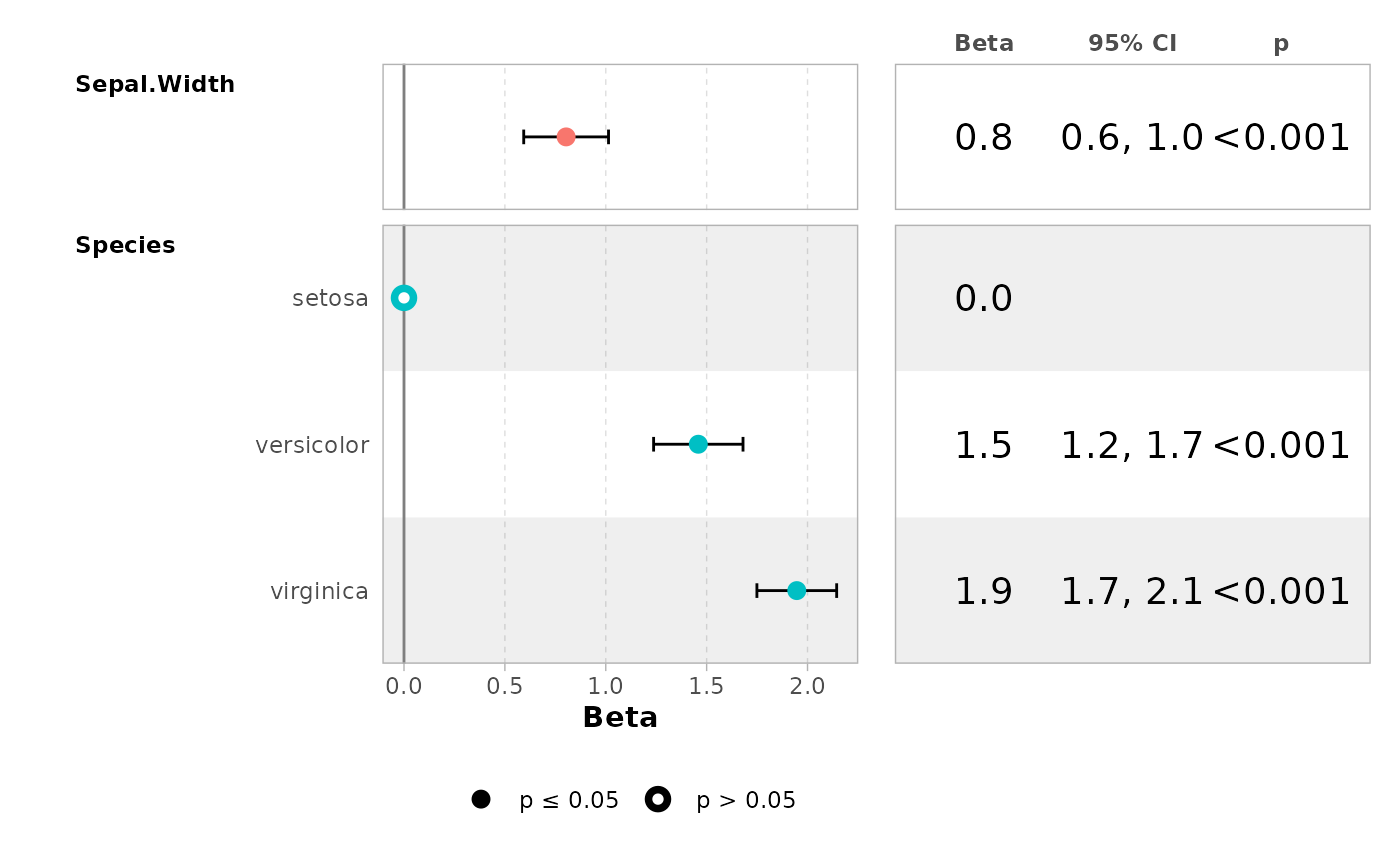 Beta 95% CI p
Sepal.Width
0.8 0.6, 1.0 <0.001
Species
setosa 0.0
versicolor 1.5 1.2, 1.7 <0.001
virginica 1.9 1.7, 2.1 <0.001
0.0 0.5 1.0 1.5 2.0
Beta
p ≤ 0.05 p > 0.05